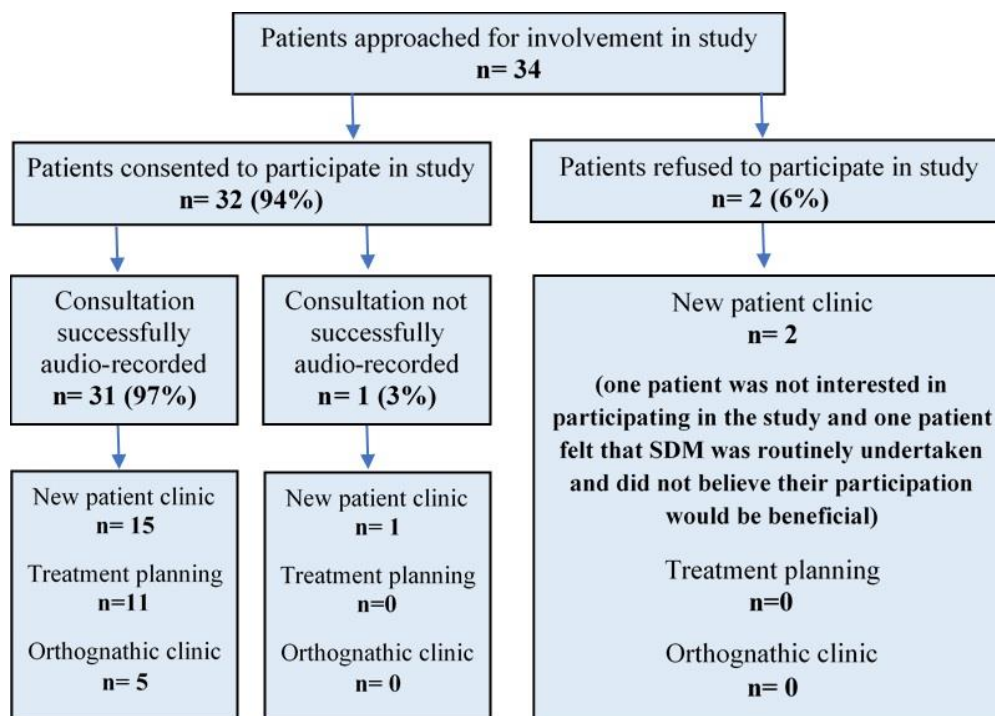 Patients approached for involvement in study
n= 34
Patients consented to participate in study
n= 32 (94%)
Patients refused to participate in study
n= 2 (6%)
Consultation
successfully
audio-recorded
n= 31 (97%)
Consultation not
successfully
audio-recorded
n= 1 (3%)
New patient clinic
n= 2
(one patient was not interested in
participating in the study and one patient
felt that SDM was routinely undertaken
and did not believe their participation
would be beneficial)
Treatment planning
n=0
Orthognathic clinic
n= 0
New patient clinic
n= 15
Treatment planning
n=11
Orthognathic clinic
n= 5
New patient clinic
n= 1
Treatment planning
n=0
Orthognathic clinic
n= 0